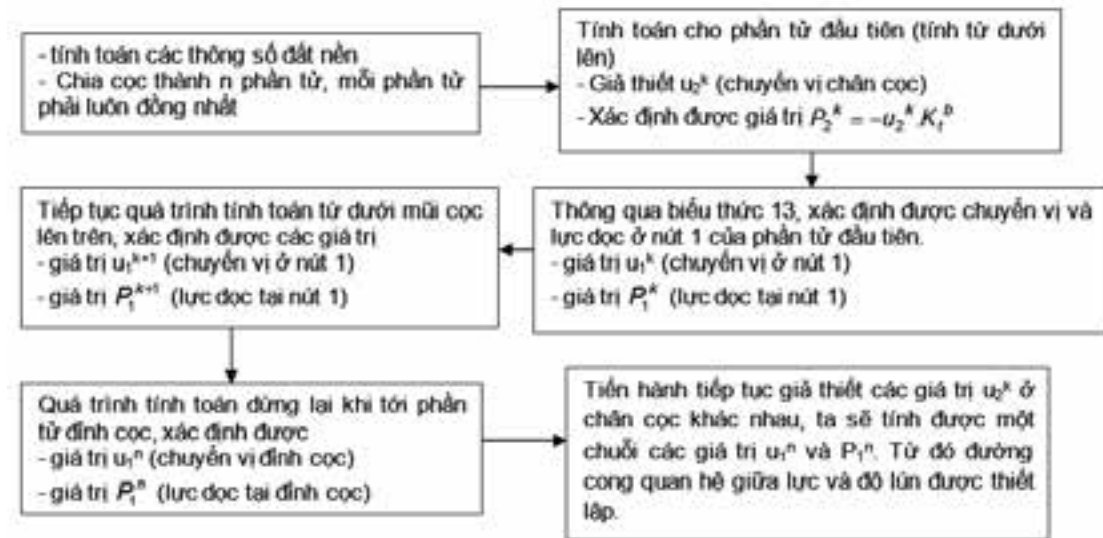 - tính toán các thông số đất nền
- Chia cọc thành n phần tử, mỗi phần tử
phải luôn đồng nhất
Tính toán cho phần tử đầu tiên (tính từ dưới
lên)
- Giả thiết u₂ᵏ (chuyển vị chân cọc)
- Xác định được giá trị P₂ᵏ = -u₂ᵏ Kₜᵇ
Thông qua biểu thức 13, xác định được chuyển vị và
lực dọc ở nút 1 của phần tử đầu tiên.
- giá trị u₁ᵏ (chuyển vị ở nút 1)
- giá trị P₁ᵏ (lực dọc tại nút 1)
Tiếp tục quá trình tính toán từ dưới mũi cọc
lên trên, xác định được các giá trị
- giá trị u₁ᵏ⁺¹ (chuyển vị ở nút 1)
- giá trị P₁ᵏ⁺¹ (lực dọc tại nút 1)
Quá trình tính toán dừng lại khi tới phần
tử đỉnh cọc, xác định được
- giá trị u₁ⁿ (chuyển vị đỉnh cọc)
- giá trị P₁ⁿ (lực dọc tại đỉnh cọc)
Tiến hành tiếp tục giả thiết các giá trị u₂ᵏ ở
chân cọc khác nhau, ta sẽ tính được một
chuỗi các giá trị u₁ⁿ và P₁ⁿ. Từ đó đường
cong quan hệ giữa lực và độ lún được thiết
lập.